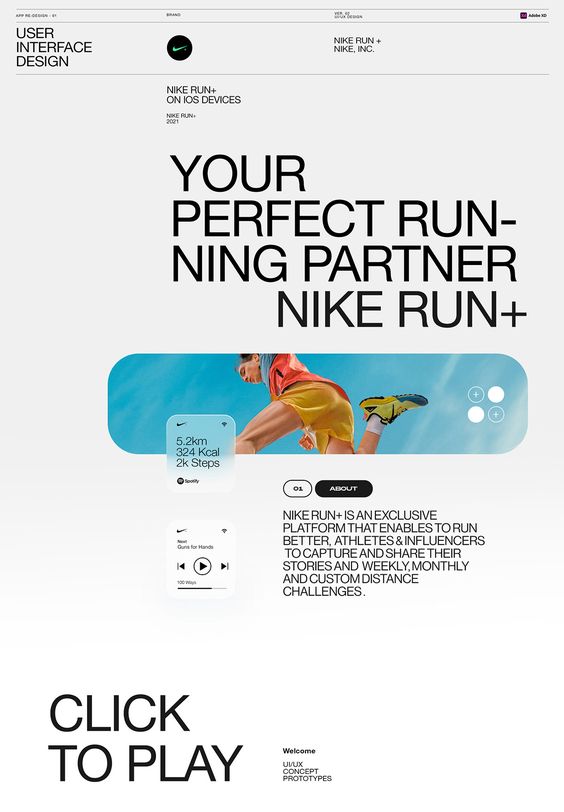 APP RE-DESIGN - 01
BRAND
VER. 02
UI/UX DESIGN
Adobe XD
USER
INTERFACE
DESIGN
NIKE RUN +
NIKE, INC.
NIKE RUN+
ON IOS DEVICES
NIKE RUN+
2021
YOUR
PERFECT RUN-
NING PARTNER
NIKE RUN+
5.2km
324 Kcal
2k Steps
Spotify
01
ABOUT
NIKE RUN+ IS AN EXCLUSIVE
PLATFORM THAT ENABLES TO RUN
BETTER, ATHLETES & INFLUENCERS
TO CAPTURE AND SHARE THEIR
STORIES AND WEEKLY, MONTHLY
AND CUSTOM DISTANCE
CHALLENGES.
Next
Guns for Hands
100 Ways
CLICK
TO PLAY
Welcome
UI/UX
CONCEPT
PROTOTYPES